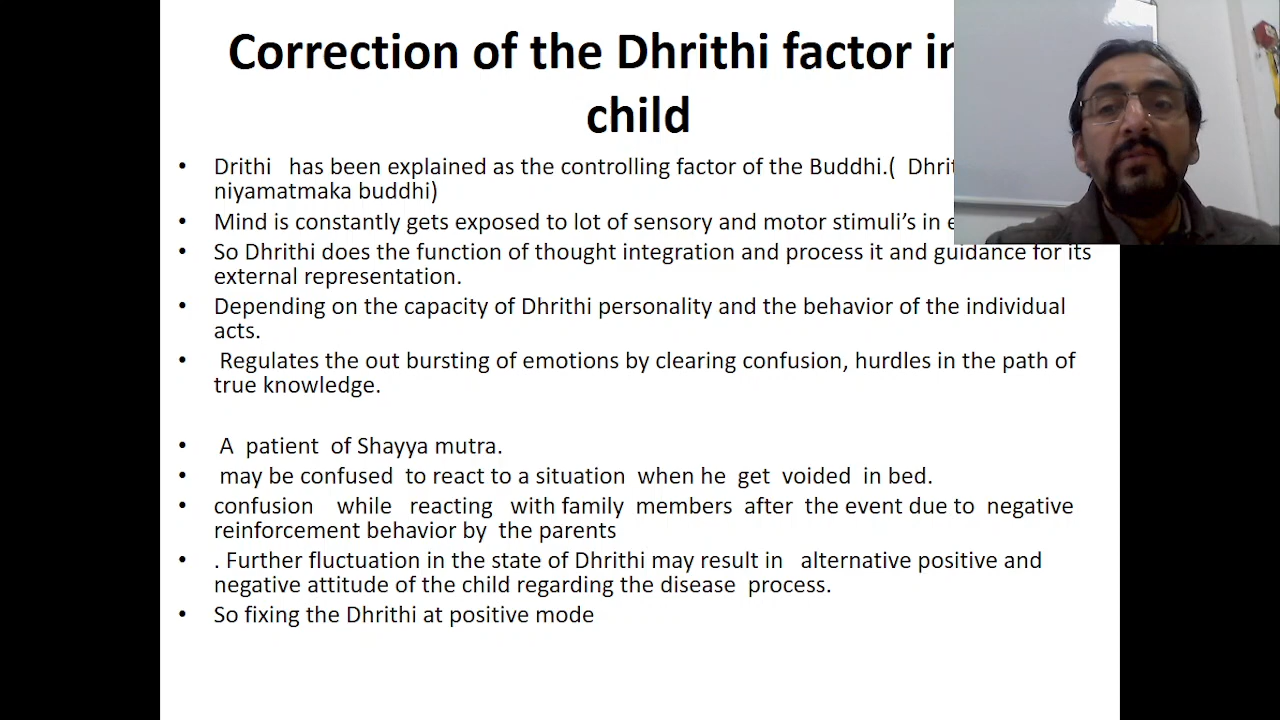 Correction of the Dhrithi factor in
child
• Drithi has been explained as the controlling factor of the Buddhi.( 
niyamatmaka buddhi)
• Mind is constantly gets exposed to lot of sensory and motor stimuli's in
• So Dhrithi does the function of thought integration and process it and guidance for its
external representation.
• Depending on the capacity of Dhrithi personality and the behavior of the individual
acts.
• Regulates the out bursting of emotions by clearing confusion, hurdles in the path of
true knowledge.
• A patient of Shayya mutra.
• may be confused to react to a situation when he get voided in bed.
• confusion while reacting with family members after the event due to negative
reinforcement behavior by the parents
• . Further fluctuation in the state of Dhrithi may result in alternative positive and
negative attitude of the child regarding the disease process.
• So fixing the Dhrithi at positive mode